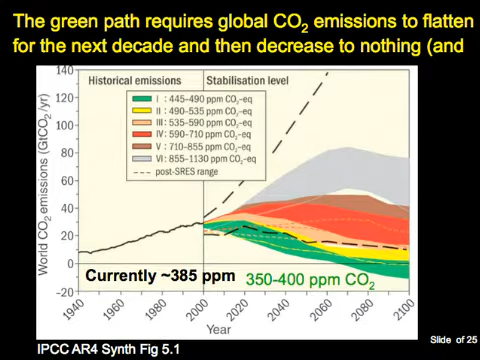 The green path requires global CO2 emissions to flatten
for the next decade and then decrease to nothing (and
Historical emissions
Stabilisation level
I : 445–490 ppm CO2-eq
II : 490–535 ppm CO2-eq
III : 535–590 ppm CO2-eq
IV : 590–710 ppm CO2-eq
V : 710–855 ppm CO2-eq
VI : 855–1130 ppm CO2-eq
post-SRES range
World CO2 emissions (GtCO2 /yr)
140
120
100
80
60
40
20
0
-20
Currently ~385 ppm
350-400 ppm CO2
1940
1960
1980
2000
2020
2040
2060
2080
2100
Year
IPCC AR4 Synth Fig 5.1
Slide of 25